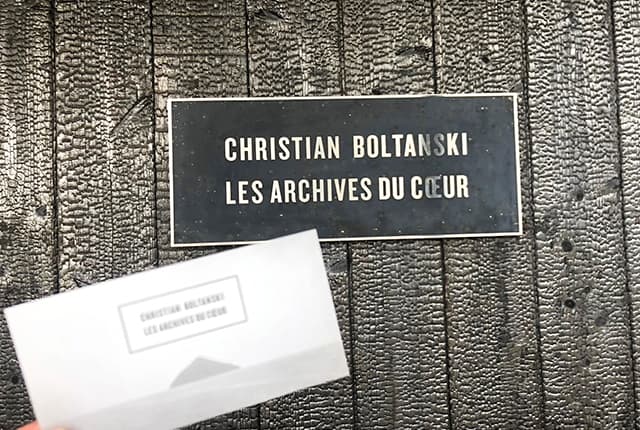 CHRISTIAN BOLTANSKI
LES ARCHIVES DU CŒUR
CHRISTIAN BOLTANSKI
LES ARCHIVES DU CŒUR